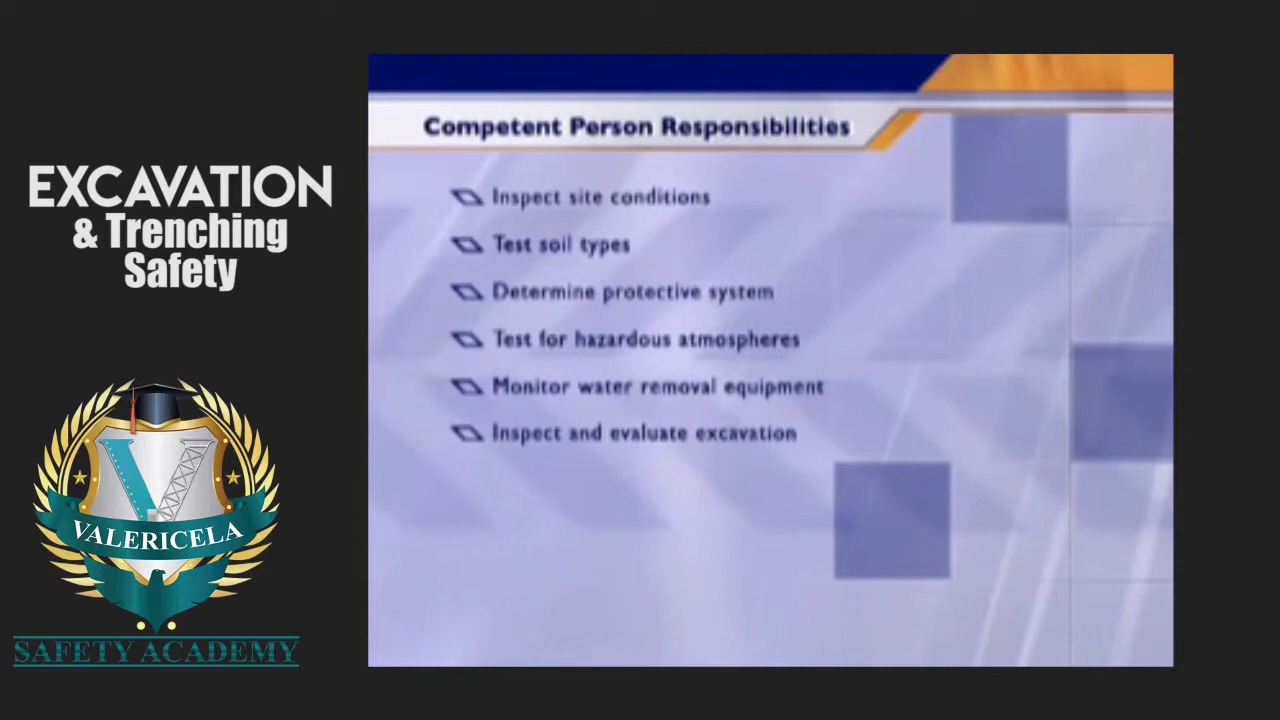 EXCAVATION
& Trenching
Safety
VALERICELA
SAFETY ACADEMY
Competent Person Responsibilities
Inspect site conditions
Test soil types
Determine protective system
Test for hazardous atmospheres
Monitor water removal equipment
Inspect and evaluate excavation